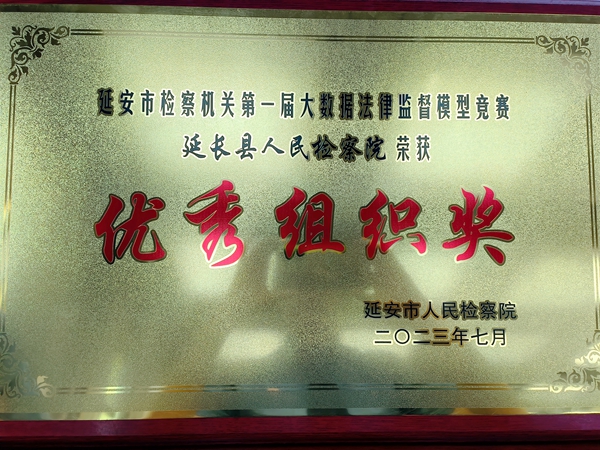 延安市检察机关第一届大数据法律监督模型竞赛
延长县人民检察院 荣获
优秀组织奖
延安市人民检察院
二〇二三年七月